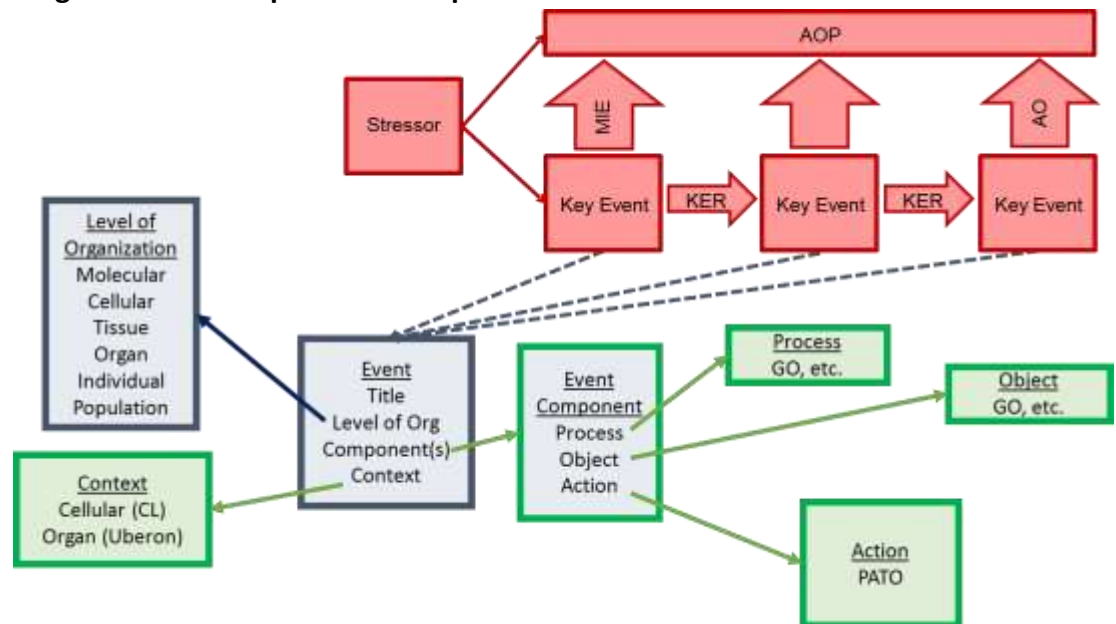 AOP
MIE
AO
Stressor
Key Event
KER
Key Event
KER
Key Event
Level of
Organization
Molecular
Cellular
Tissue
Organ
Individual
Population
Event
Title
Level of Org
Component(s)
Context
Event
Component
Process
Object
Action
Process
GO, etc.
Object
GO, etc.
Context
Cellular (CL)
Organ (Uberon)
Action
PATO